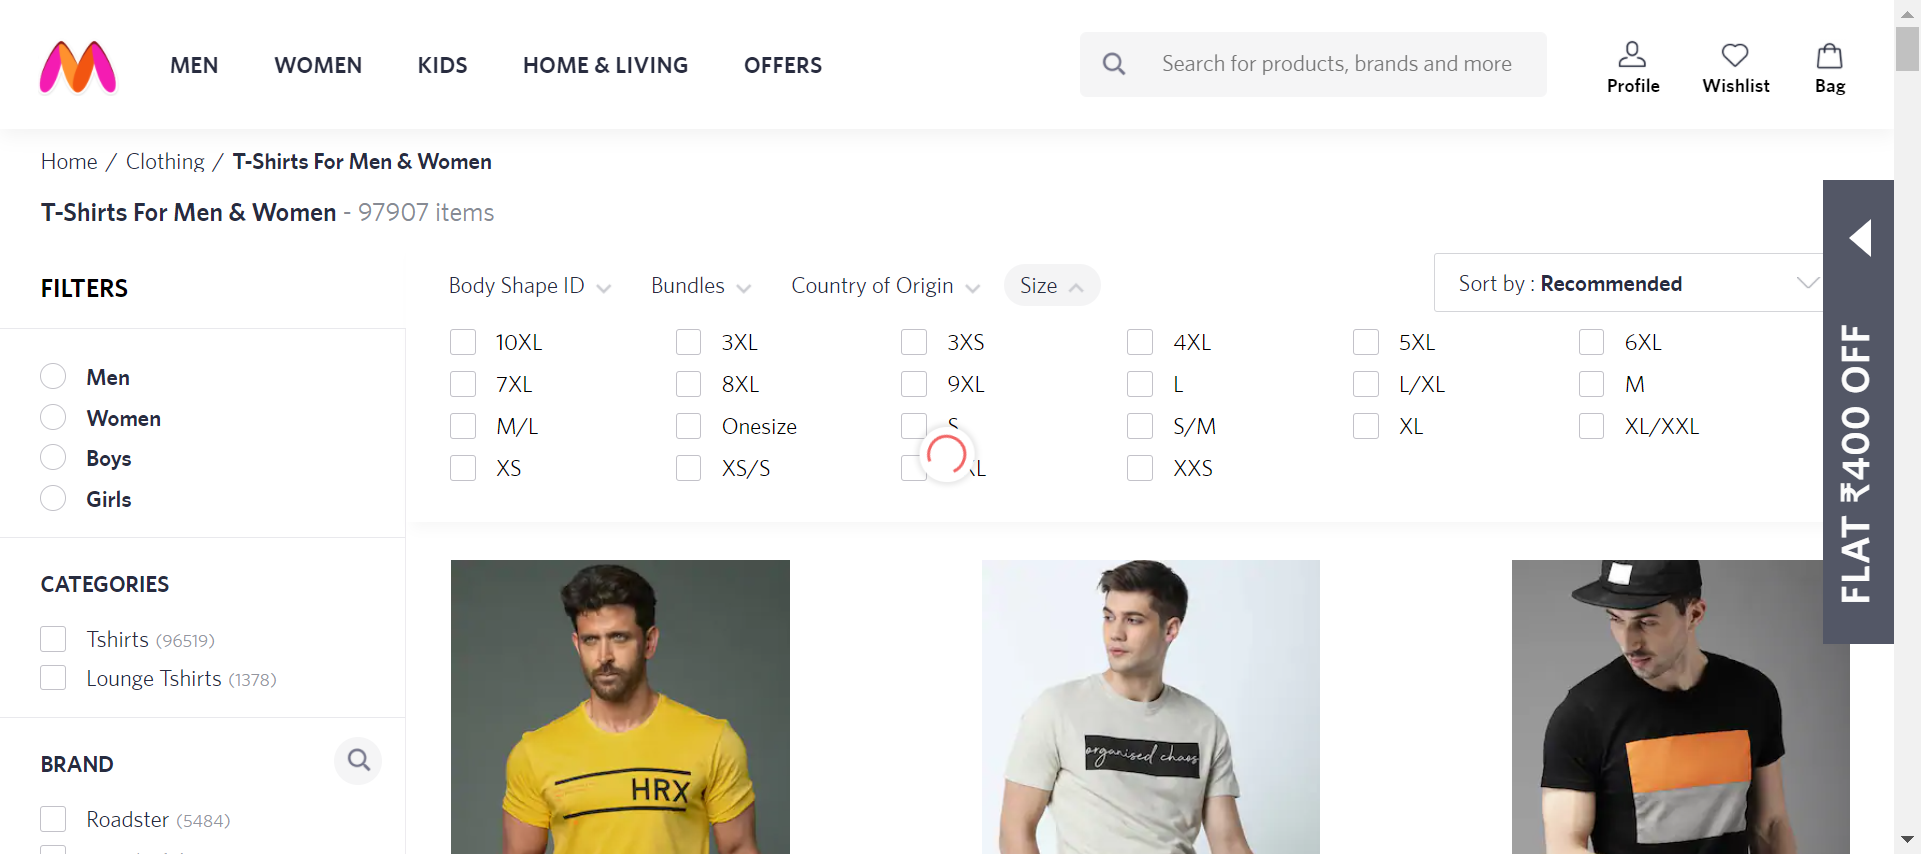 MEN WOMEN KIDS HOME & LIVING OFFERS
Search for products, brands and more
Profile Wishlist Bag
Home / Clothing / T-Shirts For Men & Women
T-Shirts For Men & Women - 97907 items
FILTERS
Body Shape ID Bundles Country of Origin Size
Sort by : Recommended
10XL 3XL 3XS 4XL 5XL 6XL
7XL 8XL 9XL L L/XL M
M/L Onesize S S/M XL XL/XXL
XS XS/S XXS
Men
Women
Boys
Girls
CATEGORIES
Tshirts (96519)
Lounge Tshirts (1378)
BRAND
Roadster (5484)
FLAT ₹400 OFF
HRX
organised chaos